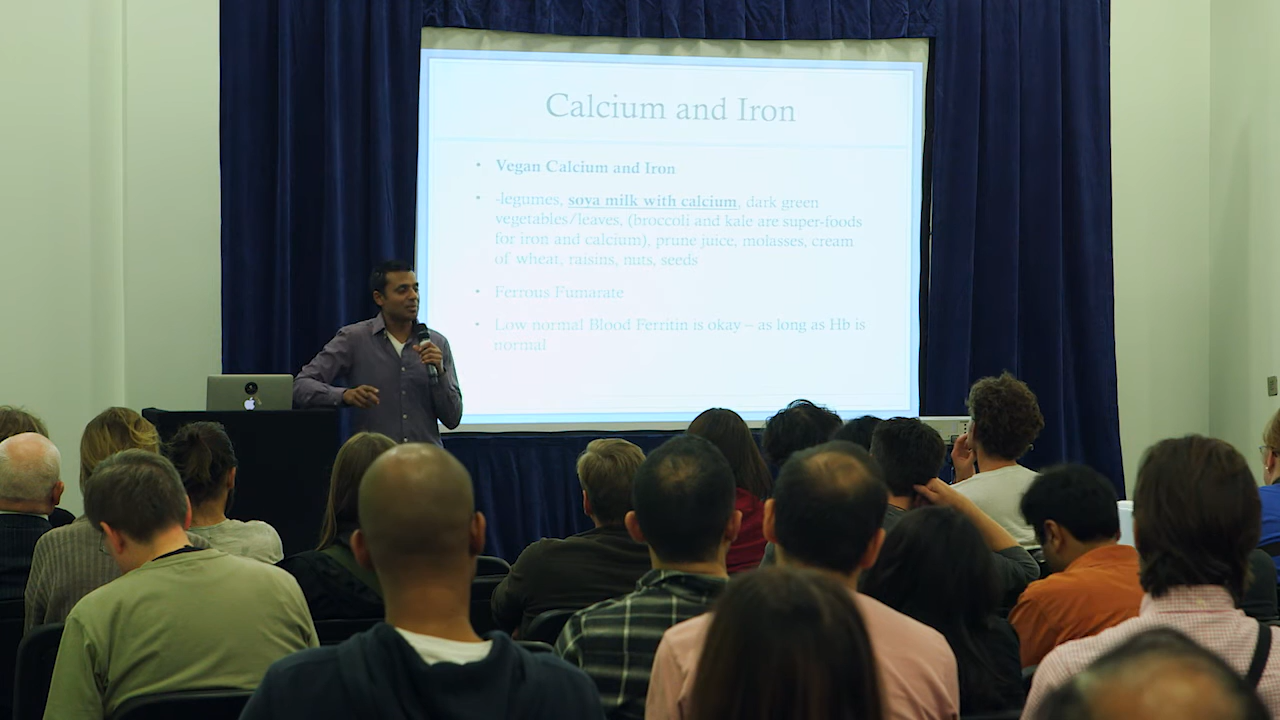 Calcium and Iron
• Vegan Calcium and Iron
• -legumes, soya milk with calcium, dark green
vegetables/leaves, (broccoli and kale are super-foods
for iron and calcium), prune juice, molasses, cream
of wheat, raisins, nuts, seeds
• Ferrous Fumarate
• Low normal Blood Ferritin is okay – as long as Hb is
normal